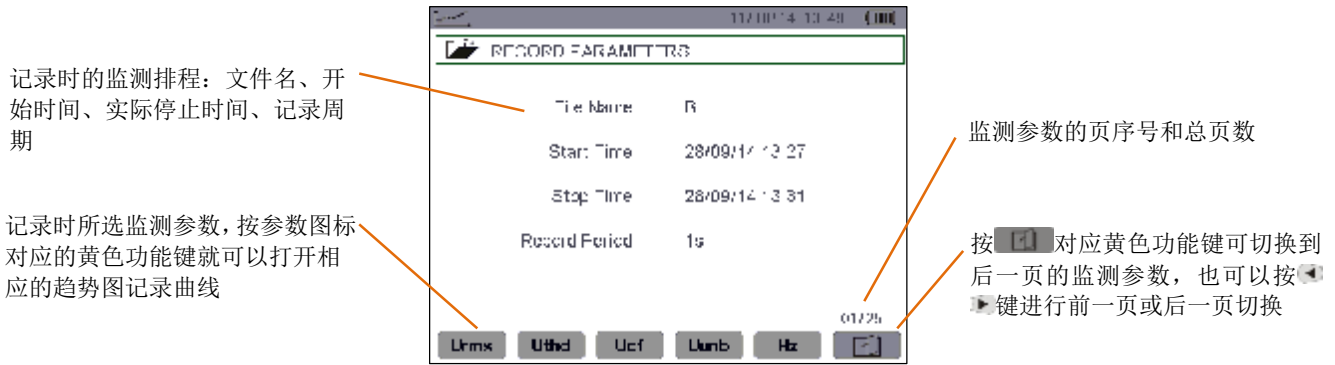 11/10/14 13:49
RECORD PARAMETERS
File Name B
Start Time 28/09/14 13:27
Stop Time 28/09/14 13:31
Record Period 1s
01/25
Urms Uthd Ucf Uunb Hz
记录时的监测排程：文件名、开
始时间、实际停止时间、记录周
期
记录时所选监测参数，按参数图标
对应的黄色功能键就可以打开相
应的趋势图记录曲线
监测参数的页序号和总页数
按 对应黄色功能键可切换到
后一页的监测参数，也可以按
键进行前一页或后一页切换